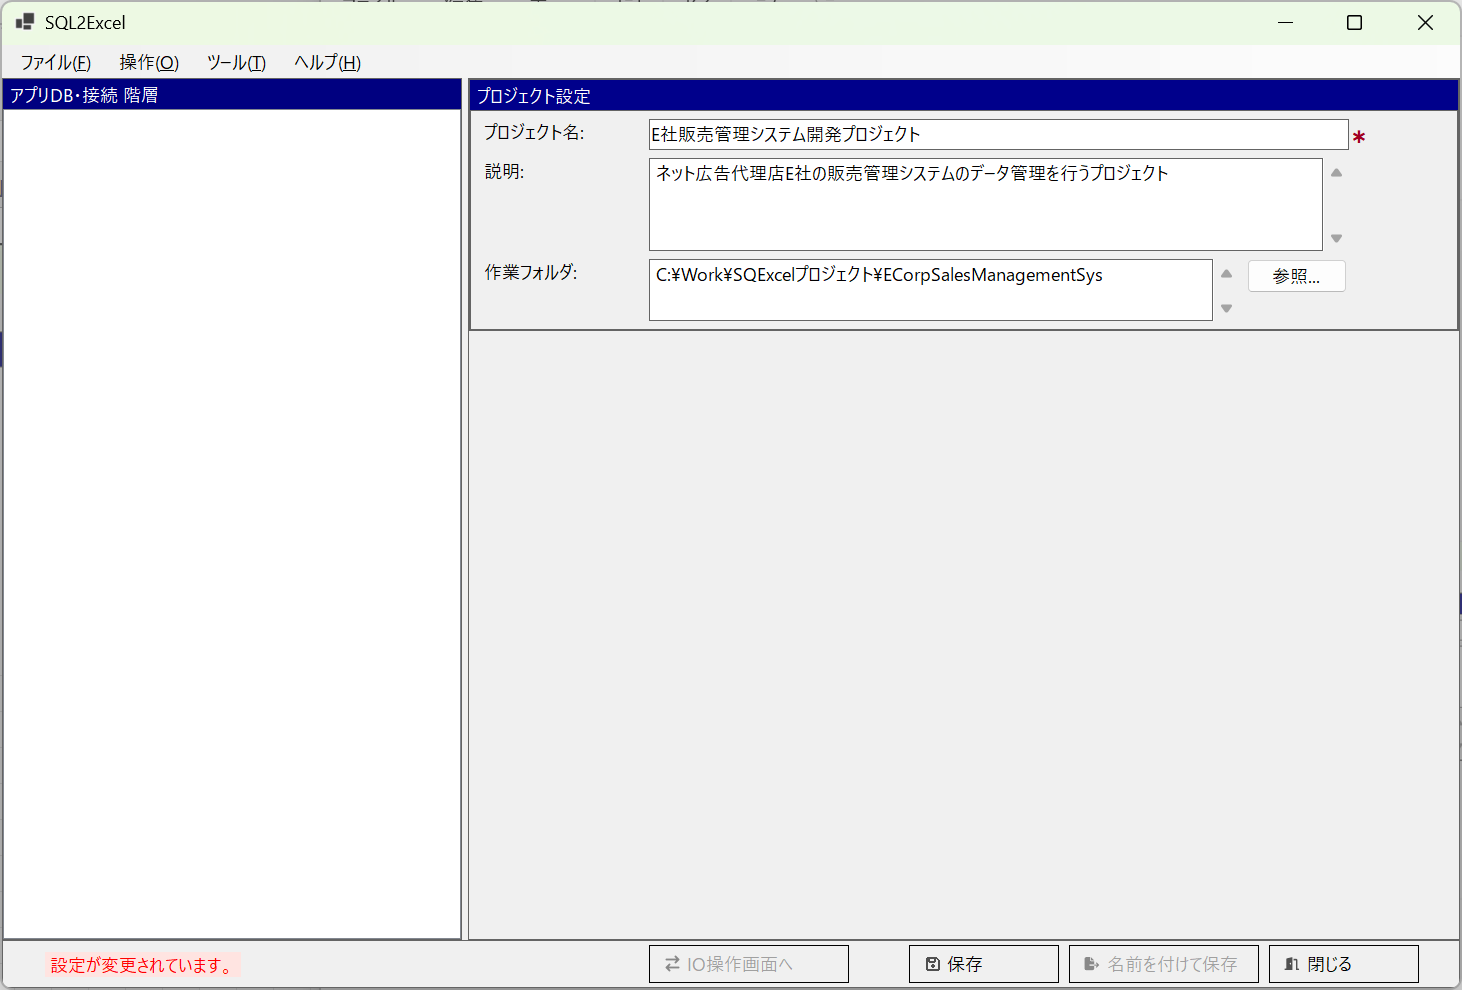 SQL2Excel
ファイル(F) 操作(O) ツール(T) ヘルプ(H)
アプリDB・接続 階層
プロジェクト設定
プロジェクト名:
E社販売管理システム開発プロジェクト
*
説明:
ネット広告代理店E社の販売管理システムのデータ管理を行うプロジェクト
作業フォルダ:
C:¥Work¥SQExcelプロジェクト¥ECorpSalesManagementSys
参照...
設定が変更されています。
IO操作画面へ
保存
名前を付けて保存
閉じる